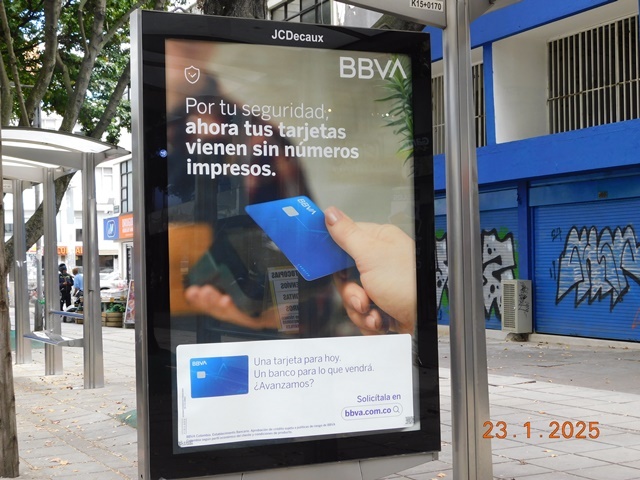 K15+0170
JCDecaux
BBVA
Por tu seguridad,
ahora tus tarjetas
vienen sin números
impresos.
BBVA
BBVA
Una tarjeta para hoy.
Un banco para lo que vendrá.
¿Avanzamos?
Solicítala en
bbva.com.co
23.1.2025